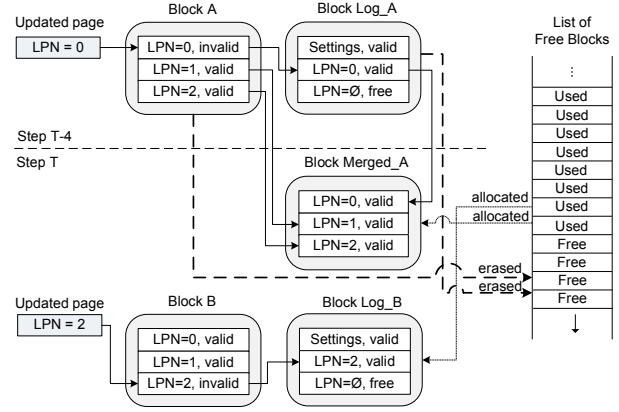 Block A
Block Log_A
List of
Free Blocks
Updated page
LPN = 0
LPN=0, invalid
LPN=1, valid
LPN=2, valid
Settings, valid
LPN=0, valid
LPN=Ø, free
⋮
Used
Used
Used
Used
Used
Used
Used
Used
Free
Free
Free
Free
Step T-4
Step T
Block Merged_A
LPN=0, valid
LPN=1, valid
LPN=2, valid
allocated
allocated
erased
erased
Updated page
LPN = 2
Block B
Block Log_B
LPN=0, valid
LPN=1, valid
LPN=2, invalid
Settings, valid
LPN=2, valid
LPN=Ø, free